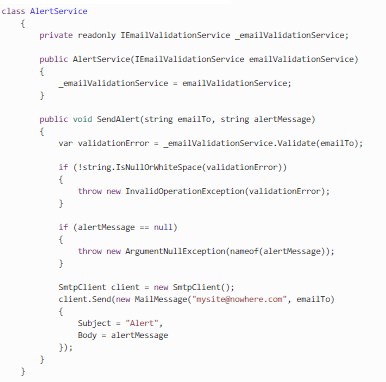 class AlertService
{
private readonly IEmailValidationService _emailValidationService;
public AlertService(IEmailValidationService emailValidationService)
{
_emailValidationService = emailValidationService;
}
public void SendAlert(string emailTo, string alertMessage)
{
var validationError = _emailValidationService.Validate(emailTo);
if (!string.IsNullOrWhiteSpace(validationError))
{
throw new InvalidOperationException(validationError);
}
if (alertMessage == null)
{
throw new ArgumentNullException(nameof(alertMessage));
}
SmtpClient client = new SmtpClient();
client.Send(new MailMessage("mysite@nowhere.com", emailTo)
{
Subject = "Alert",
Body = alertMessage
});
}
}